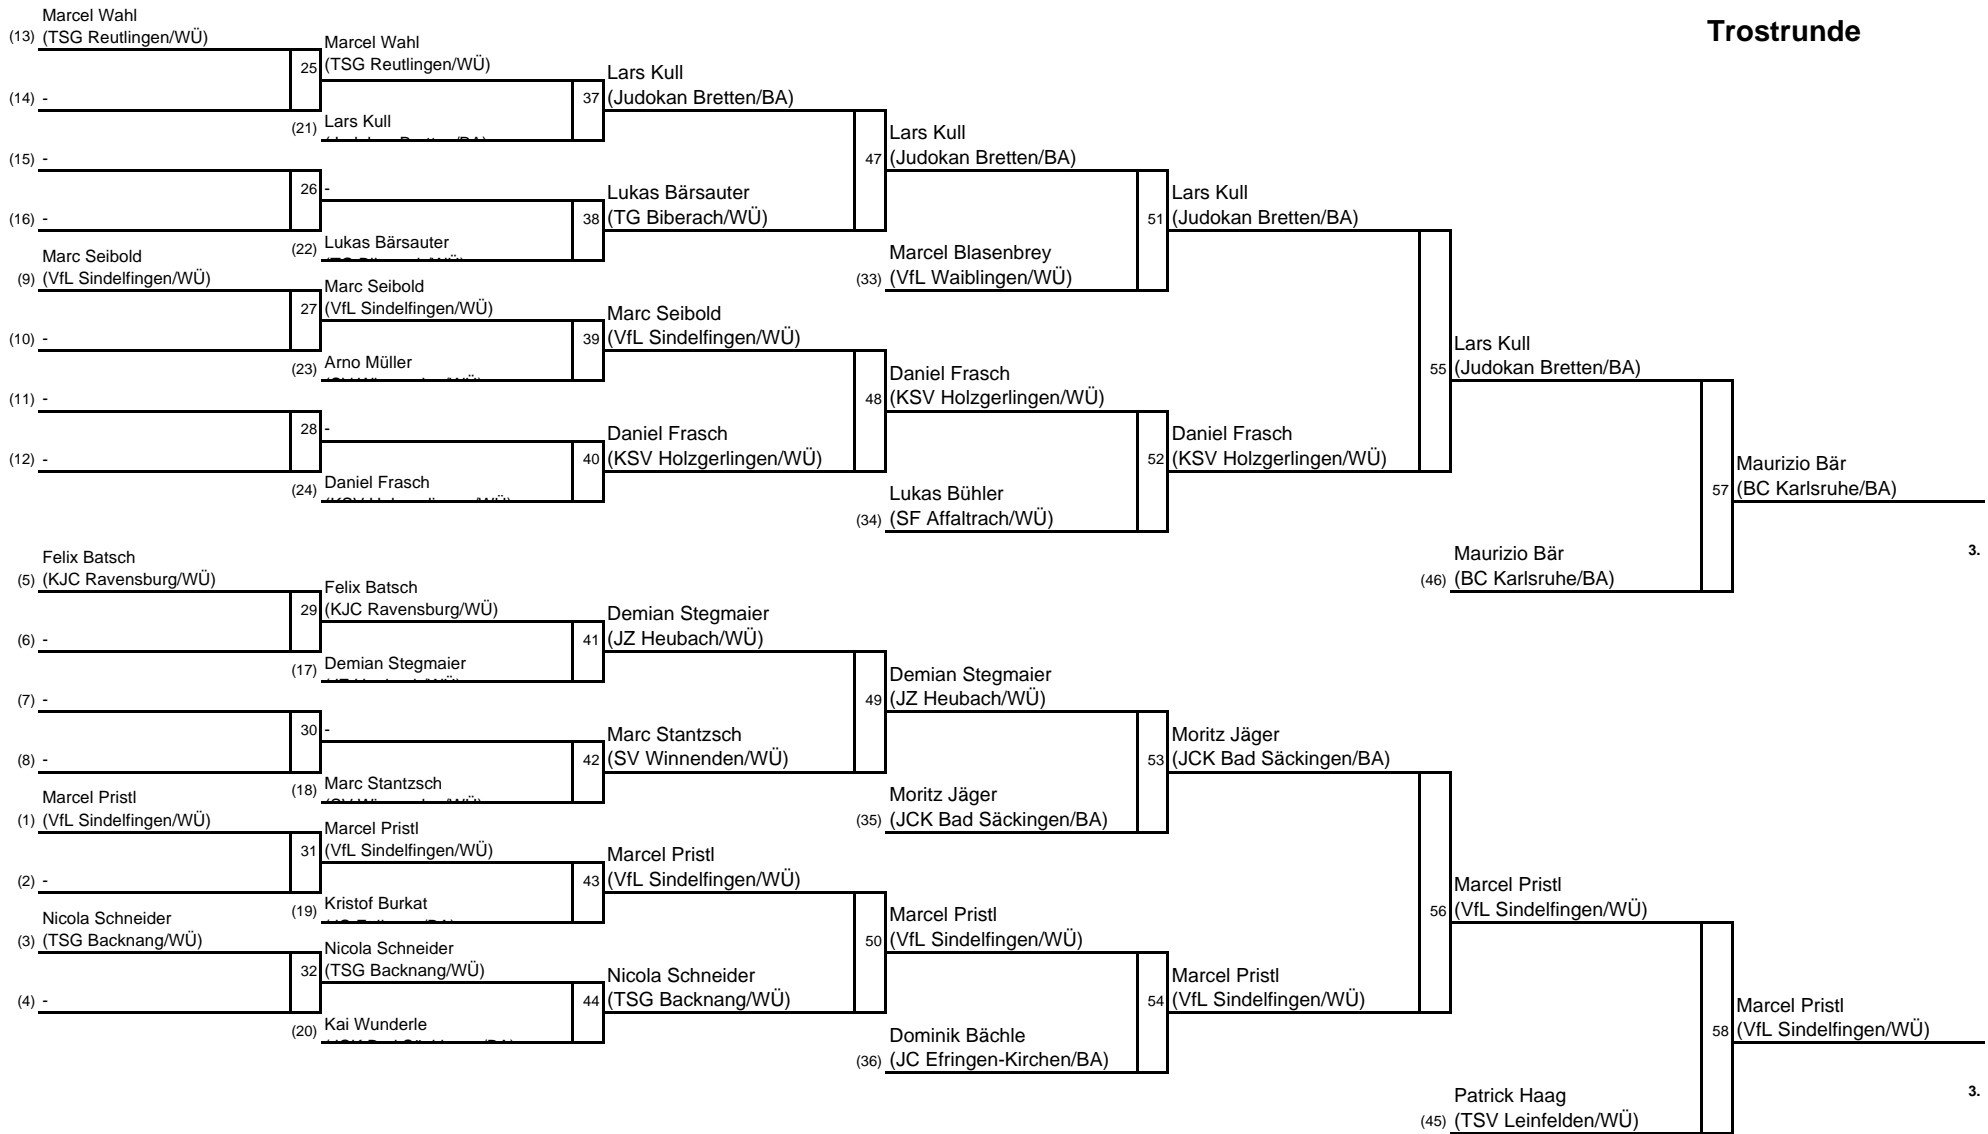 Trostrunde
Marcel Wahl
(13) (TSG Reutlingen/WÜ)
25
(14) -
Marcel Wahl
(TSG Reutlingen/WÜ)
37
(21) Lars Kull
(15) -
26
(16) -
-
38
(22) Lukas Bärsauter
Marc Seibold
(9) (VfL Sindelfingen/WÜ)
27
(10) -
Marc Seibold
(VfL Sindelfingen/WÜ)
39
(23) Arno Müller
(11) -
28
(12) -
-
40
(24) Daniel Frasch
Felix Batsch
(5) (KJC Ravensburg/WÜ)
29
(6) -
Felix Batsch
(KJC Ravensburg/WÜ)
41
(17) Demian Stegmaier
(7) -
30
(8) -
-
42
(18) Marc Stantzsch
Marcel Pristl
(1) (VfL Sindelfingen/WÜ)
31
(2) -
Marcel Pristl
(VfL Sindelfingen/WÜ)
43
(19) Kristof Burkat
Nicola Schneider
(3) (TSG Backnang/WÜ)
32
(4) -
Nicola Schneider
(TSG Backnang/WÜ)
44
(20) Kai Wunderle
Lars Kull
(Judokan Bretten/BA)
47
Lukas Bärsauter
(TG Biberach/WÜ)
Marc Seibold
(VfL Sindelfingen/WÜ)
48
Daniel Frasch
(KSV Holzgerlingen/WÜ)
Demian Stegmaier
(JZ Heubach/WÜ)
49
Marc Stantzsch
(SV Winnenden/WÜ)
Marcel Pristl
(VfL Sindelfingen/WÜ)
50
Nicola Schneider
(TSG Backnang/WÜ)
Lars Kull
(Judokan Bretten/BA)
51
Marcel Blasenbrey
(33) (VfL Waiblingen/WÜ)
Daniel Frasch
(KSV Holzgerlingen/WÜ)
52
Lukas Bühler
(34) (SF Affaltrach/WÜ)
Demian Stegmaier
(JZ Heubach/WÜ)
53
Moritz Jäger
(35) (JCK Bad Säckingen/BA)
Marcel Pristl
(VfL Sindelfingen/WÜ)
54
Dominik Bächle
(36) (JC Efringen-Kirchen/BA)
Lars Kull
(Judokan Bretten/BA)
55
Daniel Frasch
(KSV Holzgerlingen/WÜ)
Moritz Jäger
(JCK Bad Säckingen/BA)
56
Marcel Pristl
(VfL Sindelfingen/WÜ)
Lars Kull
(Judokan Bretten/BA)
57
Maurizio Bär
(46) (BC Karlsruhe/BA)
Marcel Pristl
(VfL Sindelfingen/WÜ)
58
Patrick Haag
(45) (TSV Leinfelden/WÜ)
Maurizio Bär
(BC Karlsruhe/BA)
3.
Marcel Pristl
(VfL Sindelfingen/WÜ)
3.